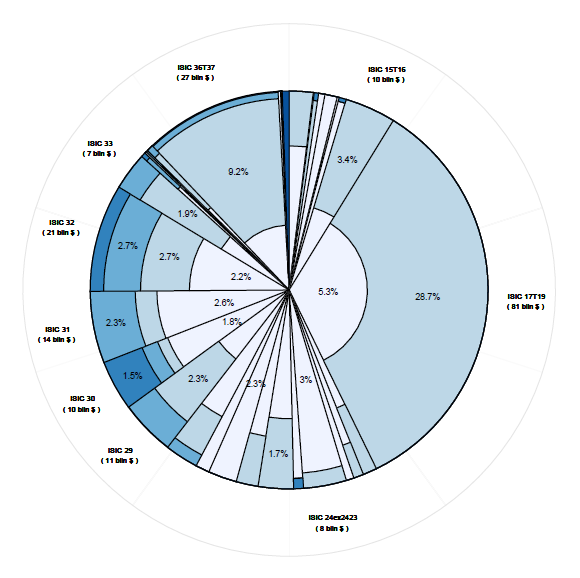 ISIC 36T37
( 27 bln $ )
ISIC 15T16
( 10 bln $ )
ISIC 33
( 7 bln $ )
3.4%
9.2%
ISIC 32
( 21 bln $ )
1.9%
2.7%
2.7%
2.2%
5.3%
28.7%
ISIC 17T19
( 81 bln $ )
2.6%
ISIC 31
( 14 bln $ )
2.3%
1.8%
1.5%
2.3%
2.3%
3%
ISIC 30
( 10 bln $ )
ISIC 29
( 11 bln $ )
1.7%
ISIC 24ex2423
( 8 bln $ )